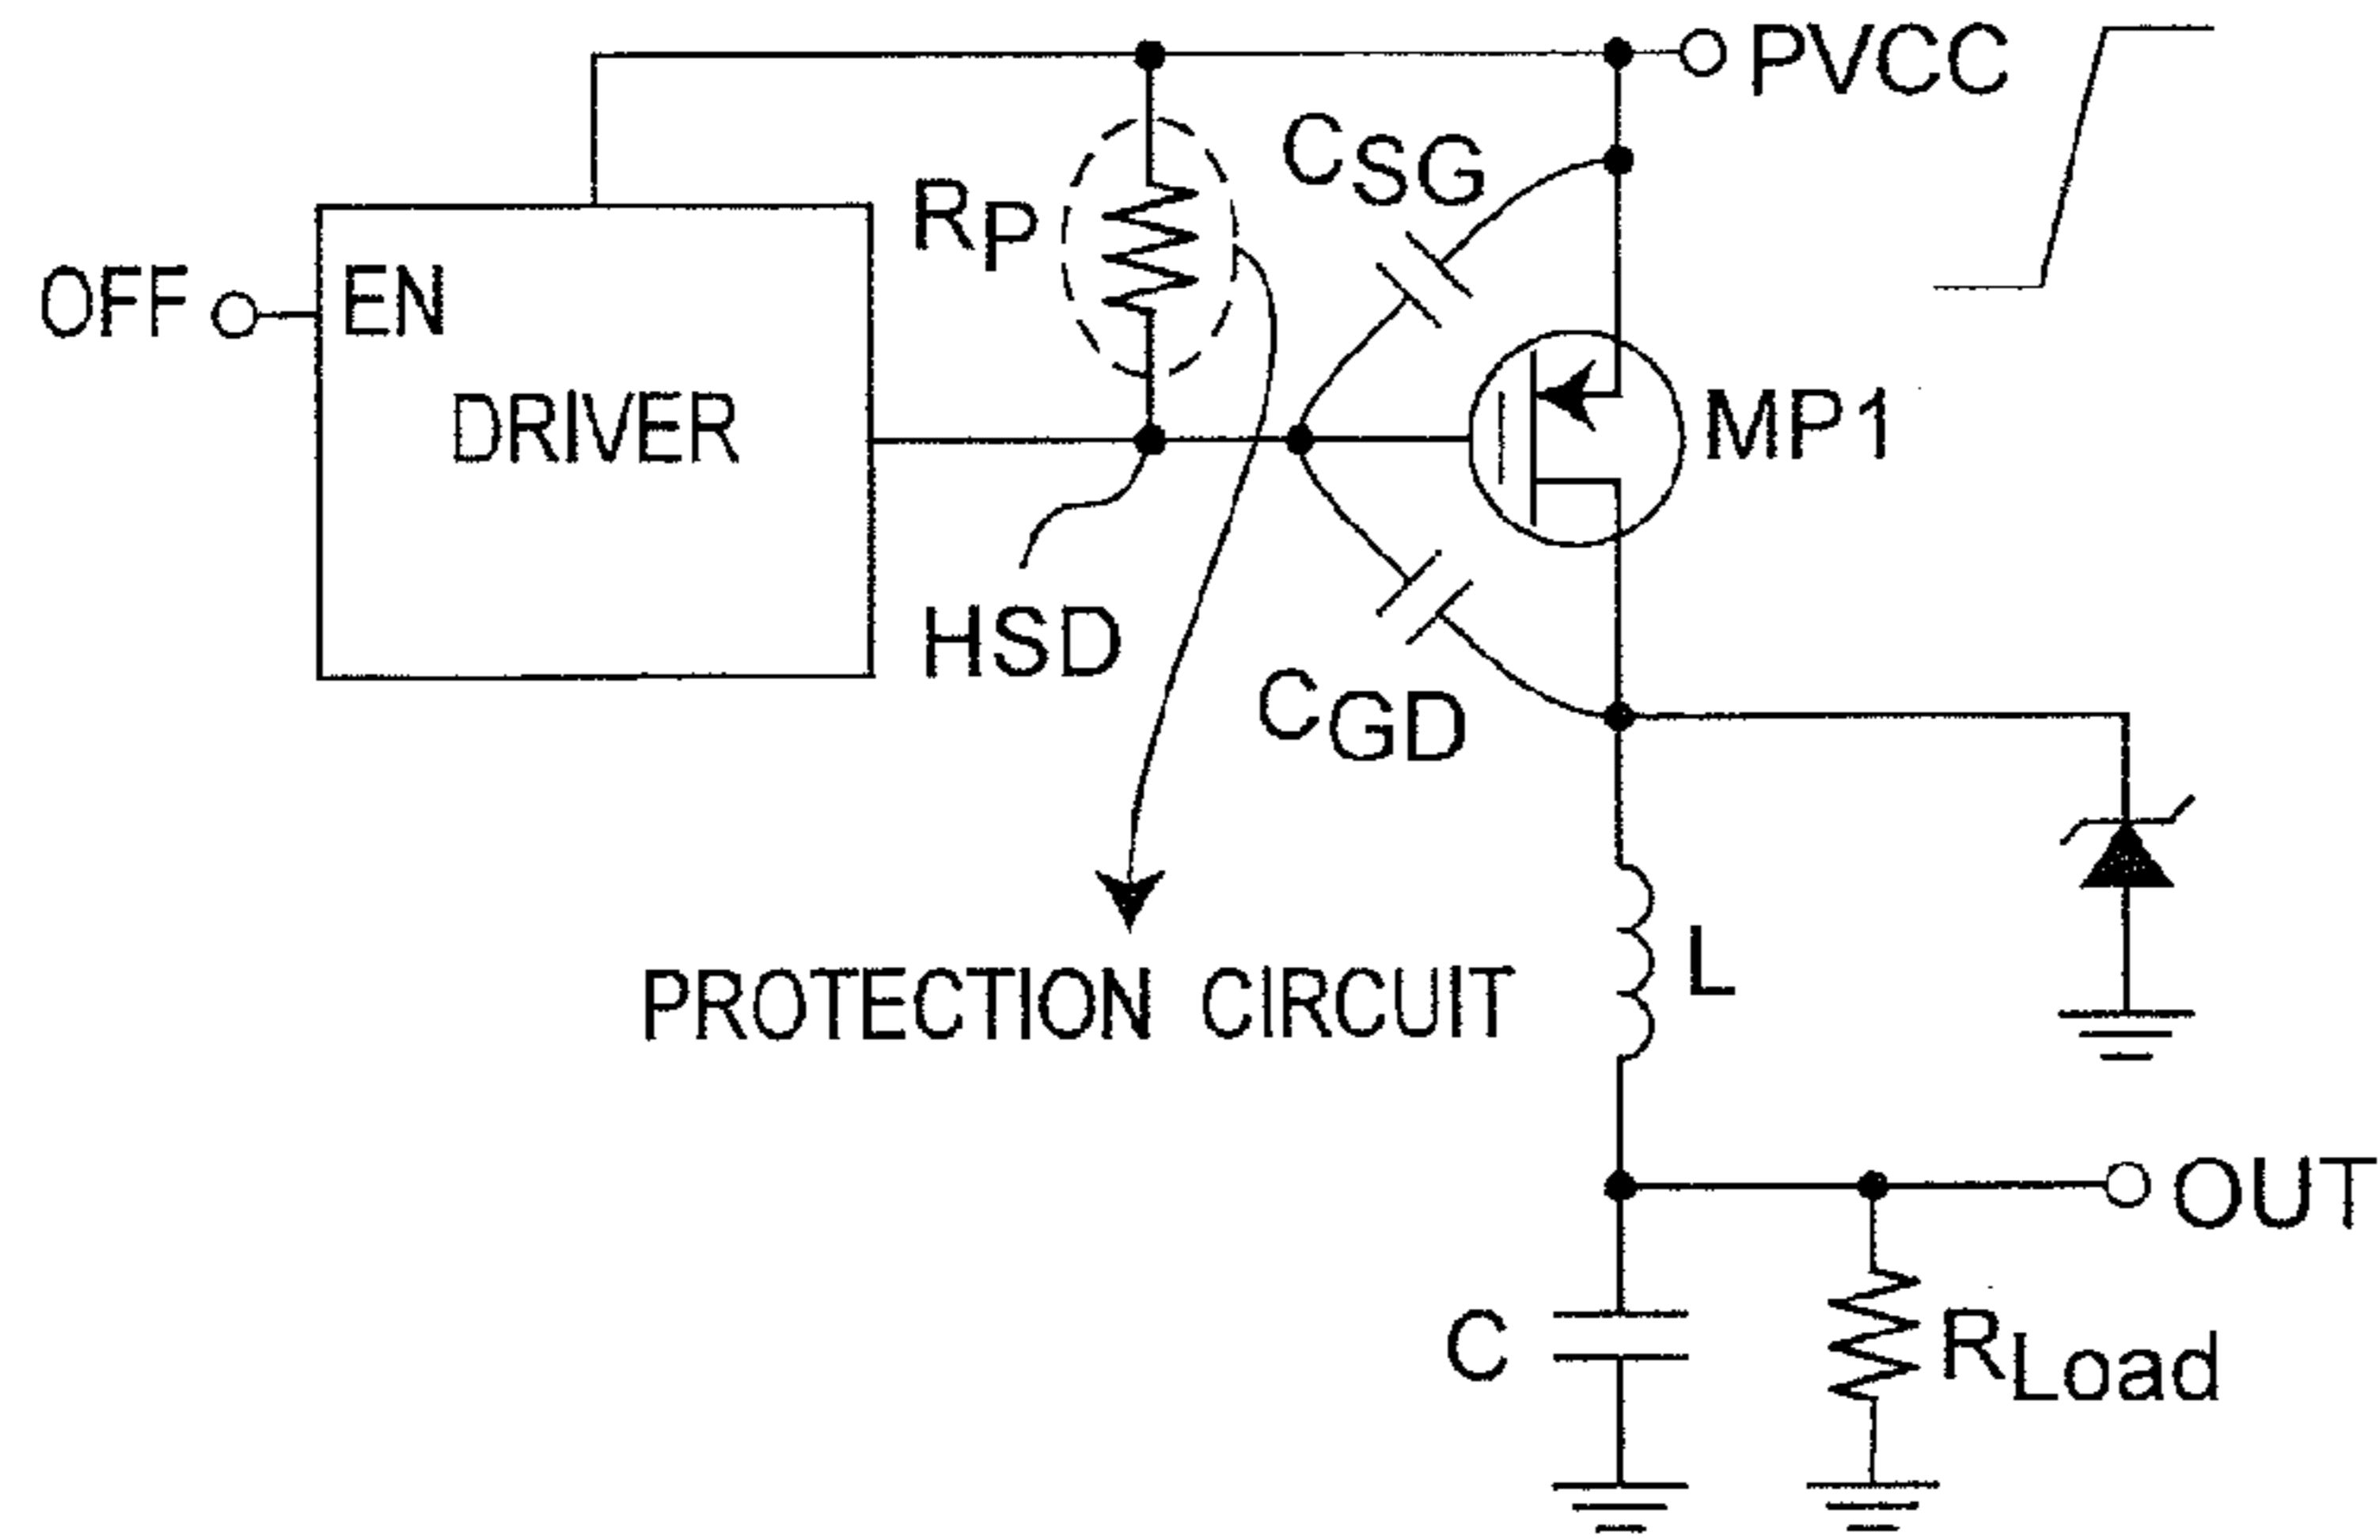 PVCC
CSG
RP
OFF
EN
DRIVER
MP1
HSD
CGD
PROTECTION CIRCUIT
L
OUT
C
RLoad